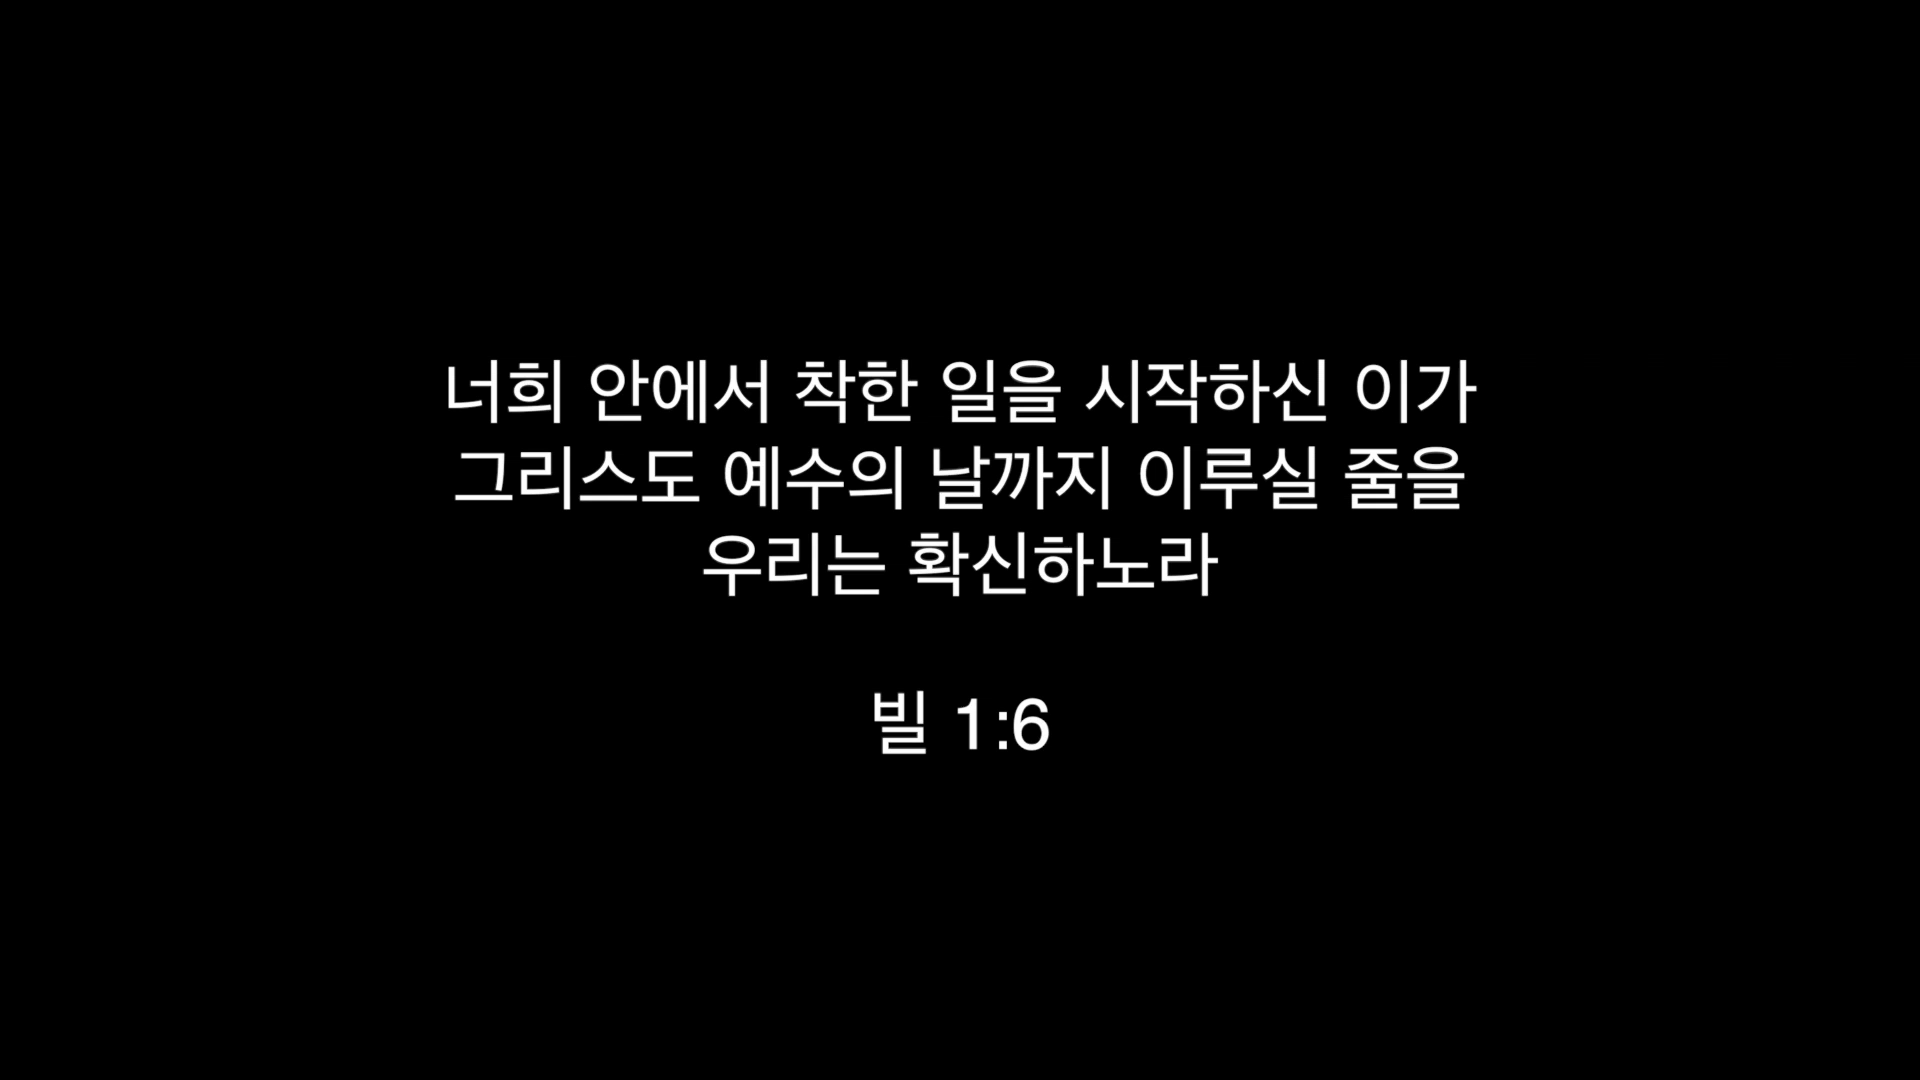 너희 안에서 착한 일을 시작하신 이가
그리스도 예수의 날까지 이루실 줄을
우리는 확신하노라
빌 1:6